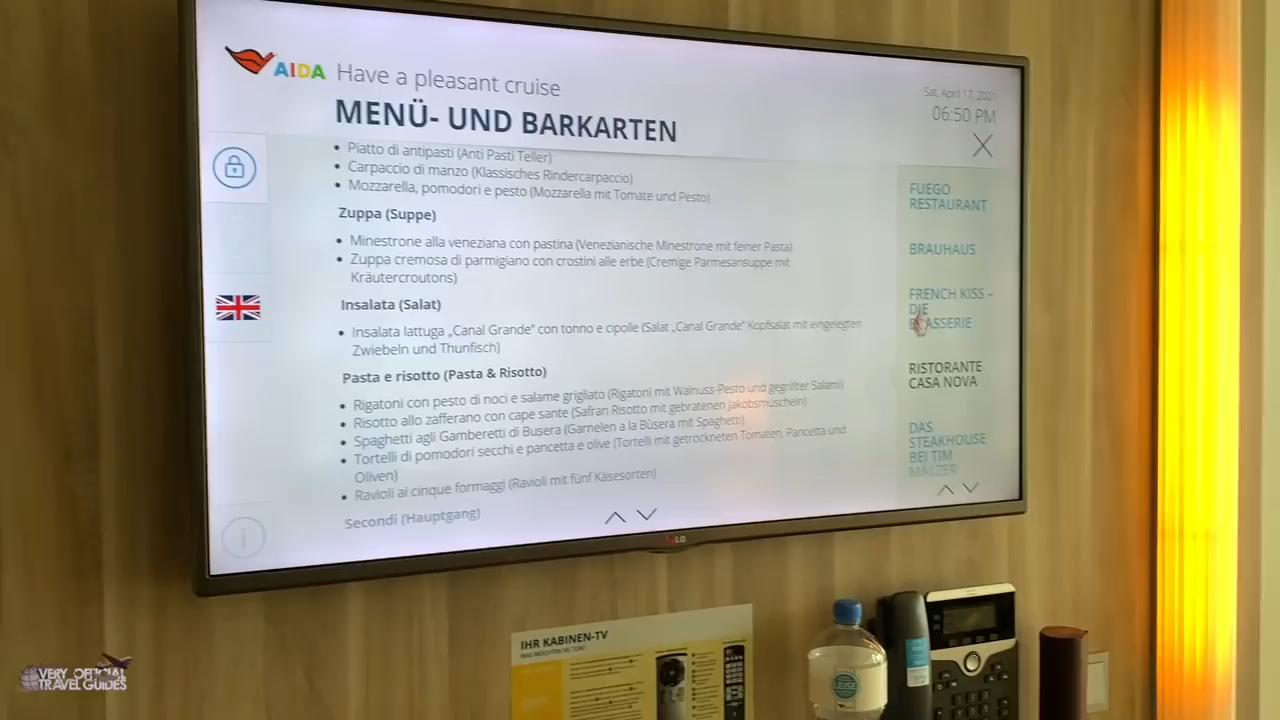 AIDA Have a pleasant cruise
MENÜ- UND BARKARTEN
Sat, April 17, 2021
06:50 PM
• Piatto di antipasti (Anti Pasti Teller)
• Carpaccio di manzo (Klassisches Rindercarpaccio)
• Mozzarella, pomodori e pesto (Mozzarella mit Tomate und Pesto)
Zuppa (Suppe)
• Minestrone alla veneziana con pastina (Venezianische Minestrone mit feiner Pasta)
• Zuppa cremosa di parmigiano con crostini alle erbe (Cremige Parmesansuppe mit
Kräutercroutons)
Insalata (Salat)
• Insalata lattuga „Canal Grande" con tonno e cipolle (Salat „Canal Grande" Kopfsalat mit eingelegten
Zwiebeln und Thunfisch)
Pasta e risotto (Pasta & Risotto)
• Rigatoni con pesto di noci e salame grigliato (Rigatoni mit Walnuss-Pesto und gegrillter Salami)
• Risotto allo zafferano con cape sante (Safran Risotto mit gebratenen Jakobsmuscheln)
• Spaghetti agli Gamberetti di Busera (Garnelen a la Büsera mit Spaghetti)
• Tortelli di pomodori secchi e pancetta e olive (Tortelli mit getrockneten Tomaten, Pancetta und
Oliven)
• Ravioli ai cinque formaggi (Ravioli mit fünf Käsesorten)
Secondi (Hauptgang)
FUEGO
RESTAURANT
BRAUHAUS
FRENCH KISS –
DIE
BRASSERIE
RISTORANTE
CASA NOVA
DAS
STEAKHOUSE
BEI TIM
MÄLZER
LG
IHR KABINEN-TV
WAS MÖCHTEN SIE TUN?
VERY OFFICIAL
TRAVEL GUIDES